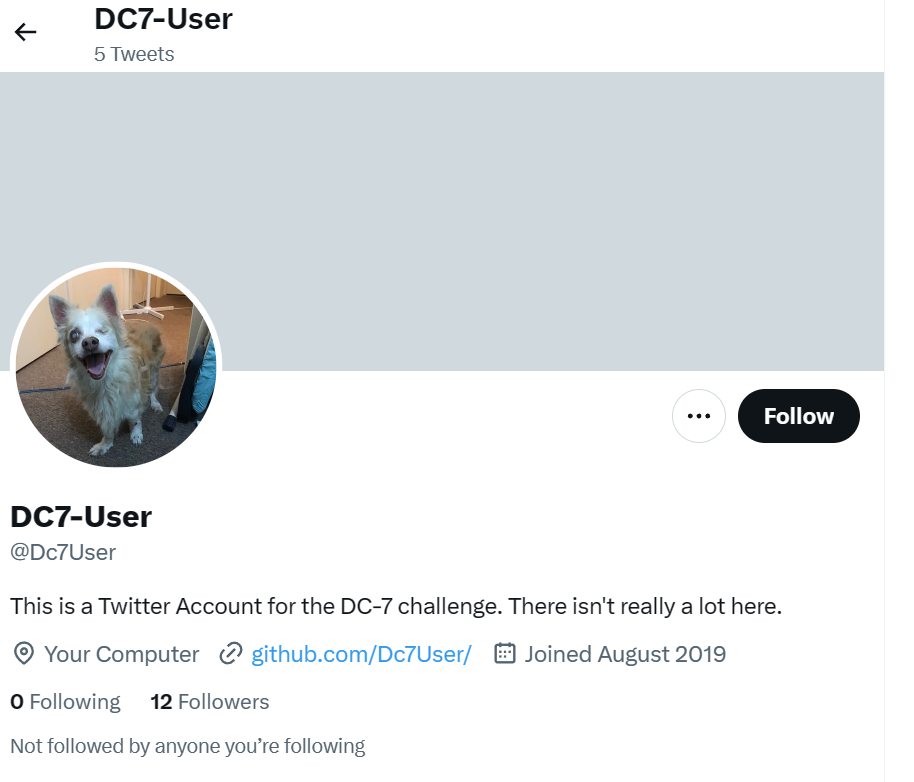 DC7-User
5 Tweets
Follow
DC7-User
@Dc7User
This is a Twitter Account for the DC-7 challenge. There isn't really a lot here.
Your Computer github.com/Dc7User/ Joined August 2019
0 Following 12 Followers
Not followed by anyone you’re following